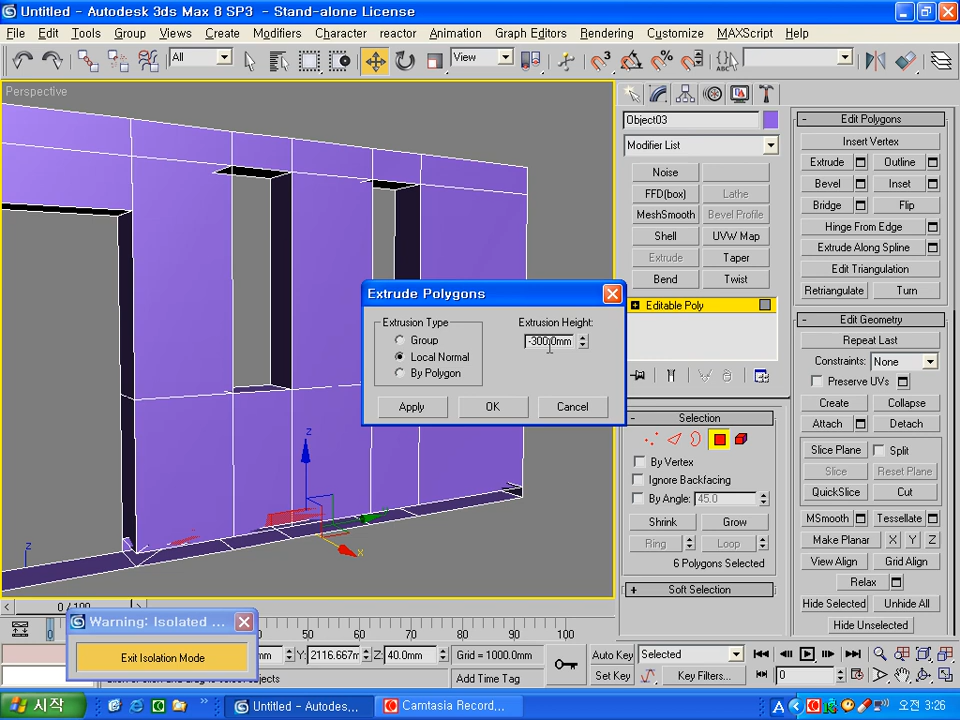 Untitled - Autodesk 3ds Max 8 SP3 - Stand-alone License
File Edit Tools Group Views Create Modifiers Character reactor Animation Graph Editors Rendering Customize MAXScript Help
All View
Perspective
Object03
Modifier List
Noise
FFD(box) Lathe
MeshSmooth Bevel Profile
Shell UVW Map
Extrude Taper
Bend Twist
Editable Poly
Selection
By Vertex
Ignore Backfacing
By Angle: 45.0
Shrink Grow
Ring Loop
6 Polygons Selected
Soft Selection
Edit Polygons
Insert Vertex
Extrude Outline
Bevel Inset
Bridge Flip
Hinge From Edge
Extrude Along Spline
Edit Triangulation
Retriangulate Turn
Edit Geometry
Repeat Last
Constraints: None
Preserve UVs
Create Collapse
Attach Detach
Slice Plane Split
Slice Reset Plane
QuickSlice Cut
MSmooth Tessellate
Make Planar X Y Z
View Align Grid Align
Relax
Hide Selected Unhide All
Hide Unselected
Extrude Polygons
Extrusion Type
Group
Local Normal
By Polygon
Extrusion Height:
-300.0mm
Apply OK Cancel
z
x
z
0 / 100
Warning: Isolated ...
Exit Isolation Mode
50 60 70 80 90 100
Y: 2116.667m Z: 40.0mm Grid = 1000.0mm
Add Time Tag
Auto Key Selected
Set Key Key Filters...
0
시작
Untitled - Autodes...
Camtasia Record...
A
오전 3:26